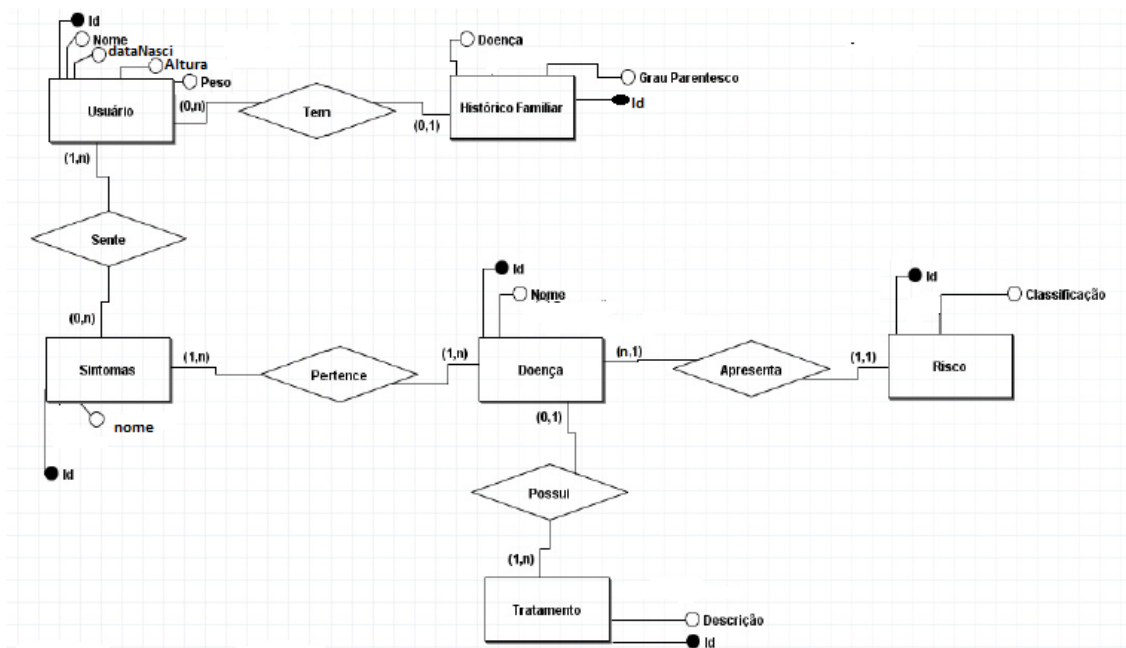 Id
Nome
dataNasci
Altura
Peso
Usuário
(0,n)
Tem
(0,1)
Doença
Grau Parentesco
Id
Histórico Familiar
(1,n)
Sente
(0,n)
Sintomas
nome
Id
(1,n)
Pertence
(1,n)
Id
Nome
Doença
(n,1)
Apresenta
(1,1)
Id
Classificação
Risco
(0,1)
Possui
(1,n)
Tratamento
Descrição
Id